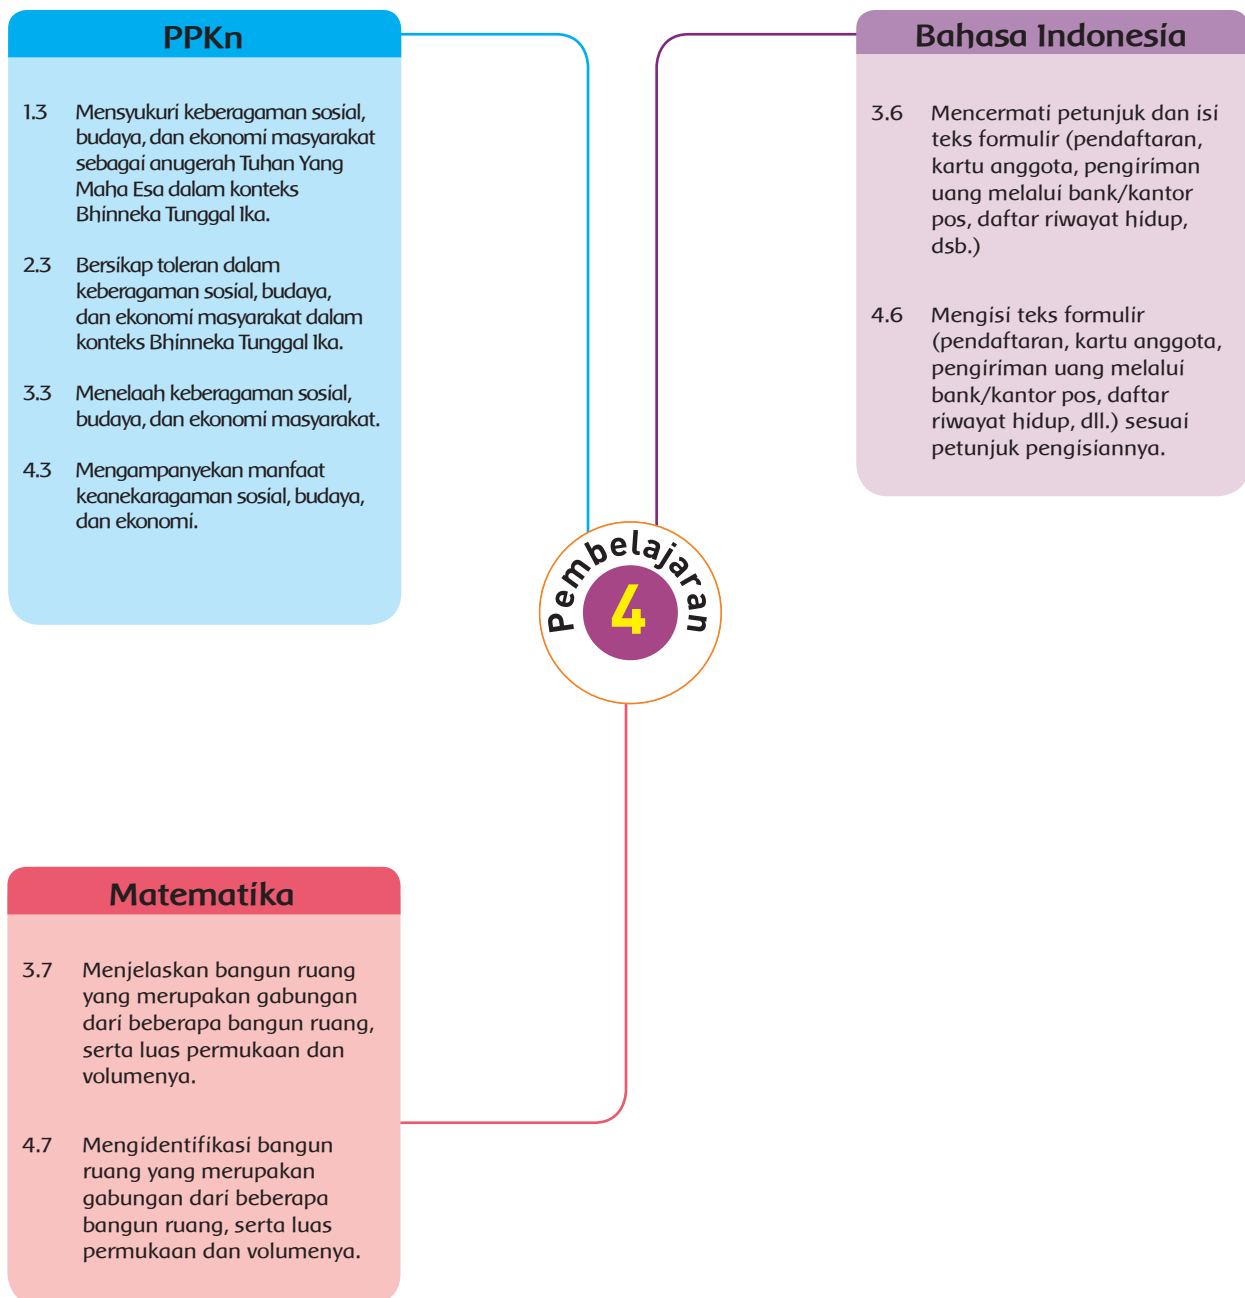 PPKn
1.3 Mensyukuri keberagaman sosial,
budaya, dan ekonomi masyarakat
sebagai anugerah Tuhan Yang
Maha Esa dalam konteks
Bhinneka Tunggal Ika.
2.3 Bersikap toleran dalam
keberagaman sosial, budaya,
dan ekonomi masyarakat dalam
konteks Bhinneka Tunggal Ika.
3.3 Menelaah keberagaman sosial,
budaya, dan ekonomi masyarakat.
4.3 Mengampanyekan manfaat
keanekaragaman sosial, budaya,
dan ekonomi.
Bahasa Indonesia
3.6 Mencermati petunjuk dan isi
teks formulir (pendaftaran,
kartu anggota, pengiriman
uang melalui bank/kantor
pos, daftar riwayat hidup,
dsb.)
4.6 Mengisi teks formulir
(pendaftaran, kartu anggota,
pengiriman uang melalui
bank/kantor pos, daftar
riwayat hidup, dll.) sesuai
petunjuk pengisiannya.
Pembelajaran
4
Matematika
3.7 Menjelaskan bangun ruang
yang merupakan gabungan
dari beberapa bangun ruang,
serta luas permukaan dan
volumenya.
4.7 Mengidentifikasi bangun
ruang yang merupakan
gabungan dari beberapa
bangun ruang, serta luas
permukaan dan volumenya.